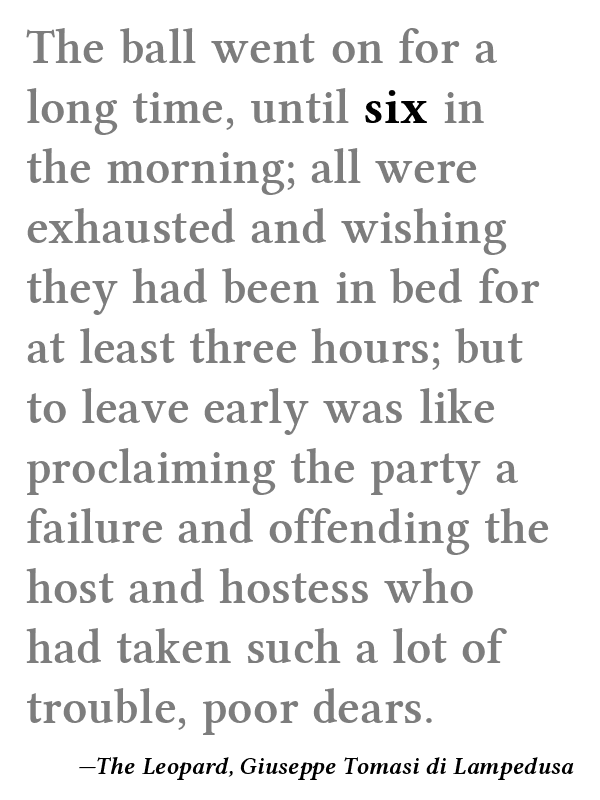 The ball went on for a
long time, until six in
the morning; all were
exhausted and wishing
they had been in bed for
at least three hours; but
to leave early was like
proclaiming the party a
failure and offending the
host and hostess who
had taken such a lot of
trouble, poor dears.
—The Leopard, Giuseppe Tomasi di Lampedusa